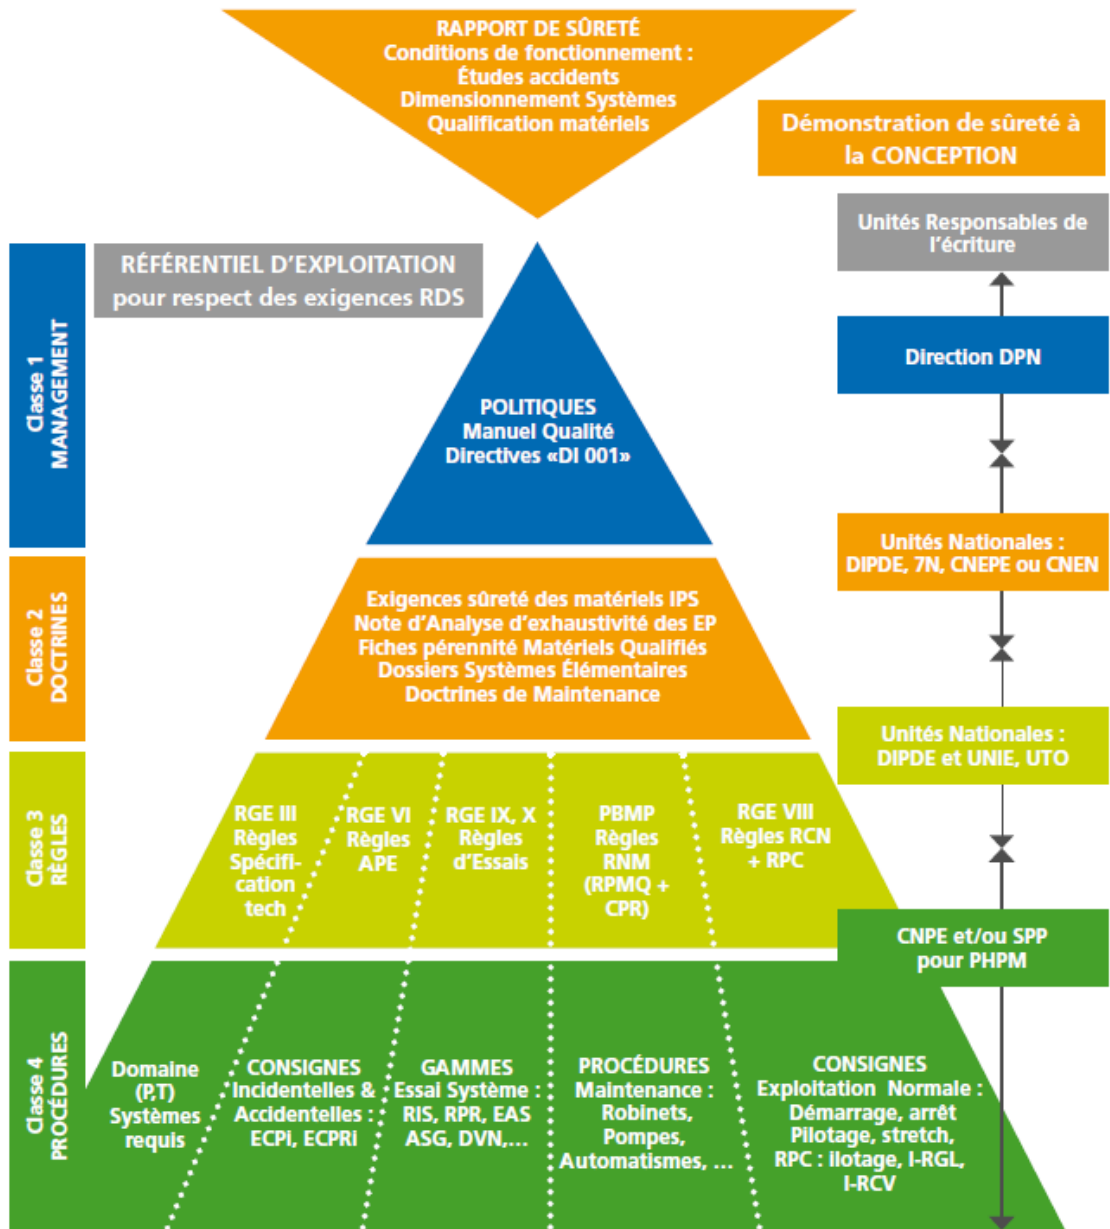 RAPPORT DE SÛRETÉ
Conditions de fonctionnement :
Études accidents
Dimensionnement Systèmes
Qualification matériels
Démonstration de sûreté à
la CONCEPTION
Unités Responsables de
l’écriture
RÉFÉRENTIEL D’EXPLOITATION
pour respect des exigences RDS
Classe 1
MANAGEMENT
POLITIQUES
Manuel Qualité
Directives «DI 001»
Direction DPN
Classe 2
DOCTRINES
Exigences sûreté des matériels IPS
Note d’Analyse d’exhaustivité des EP
Fiches pérennité Matériels Qualifiés
Dossiers Systèmes Élémentaires
Doctrines de Maintenance
Unités Nationales :
DIPDE, 7N, CNEPE ou CNEN
Classe 3
RÈGLES
RGE III
Règles
Spécifi-
cation
tech
RGE VI
Règles
APE
RGE IX, X
Règles
d’Essais
PBMP
Règles
RNM
(RPMQ +
CPR)
RGE VIII
Règles RCN
+ RPC
Unités Nationales :
DIPDE et UNIE, UTO
Classe 4
PROCÉDURES
Domaine
(P,T)
Systèmes
requis
CONSIGNES
Incidentelles &
Accidentelles :
ECPi, ECPRI
GAMMES
Essai Système :
RIS, RPR, EAS
ASG, DVN,...
PROCÉDURES
Maintenance :
Robinets,
Pompes,
Automatismes, ...
CONSIGNES
Exploitation Normale :
Démarrage, arrêt
Pilotage, stretch,
RPC : ilotage, I-RGL,
I-RCV
CNPE et/ou SPP
pour PHPM